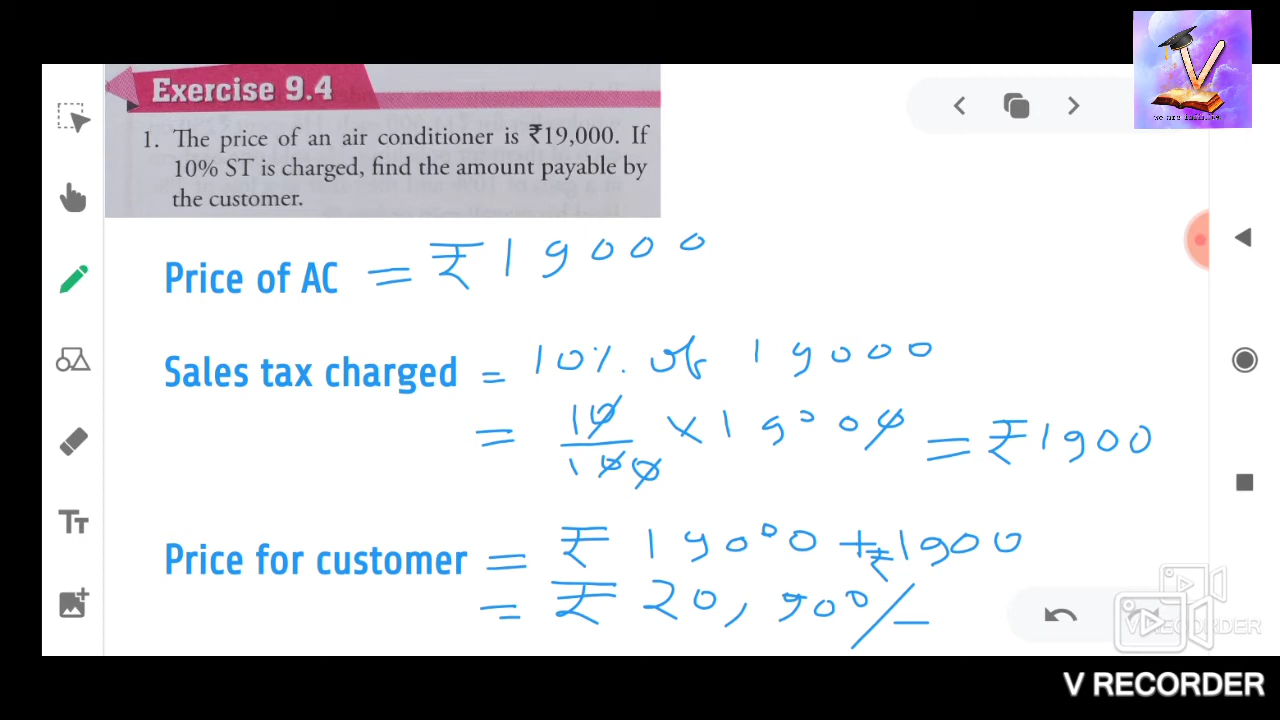 Exercise 9.4
1. The price of an air conditioner is ₹19,000. If
10% ST is charged, find the amount payable by
the customer.
Price of AC = ₹19000
Sales tax charged = 10% of 19000
= 10/100 × 19000 = ₹1900
Price for customer = ₹ 19000 + ₹1900
= ₹ 20,900/-
V
Tт
V RECORDER
V RECORDER